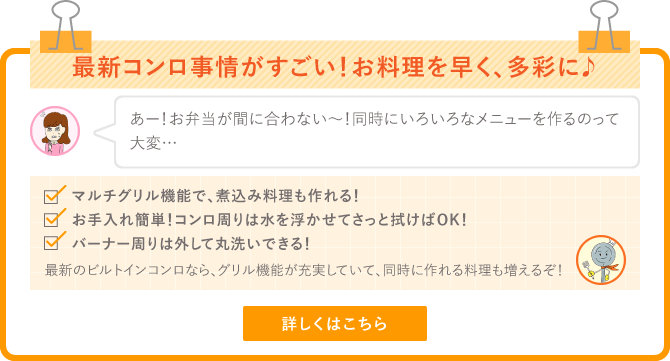 最新コンロ事情がすごい!お料理を早く、多彩に♪
あー!お弁当が間に合わない〜!同時にいろいろなメニューを作るのって
大変…
マルチグリル機能で、煮込み料理も作れる!
お手入れ簡単!コンロ周りは水を浮かせてさっと拭けばOK!
バーナー周りは外して丸洗いできる!
最新のビルトインコンロなら、グリル機能が充実していて、同時に作れる料理も増えるぞ!
詳しくはこちら